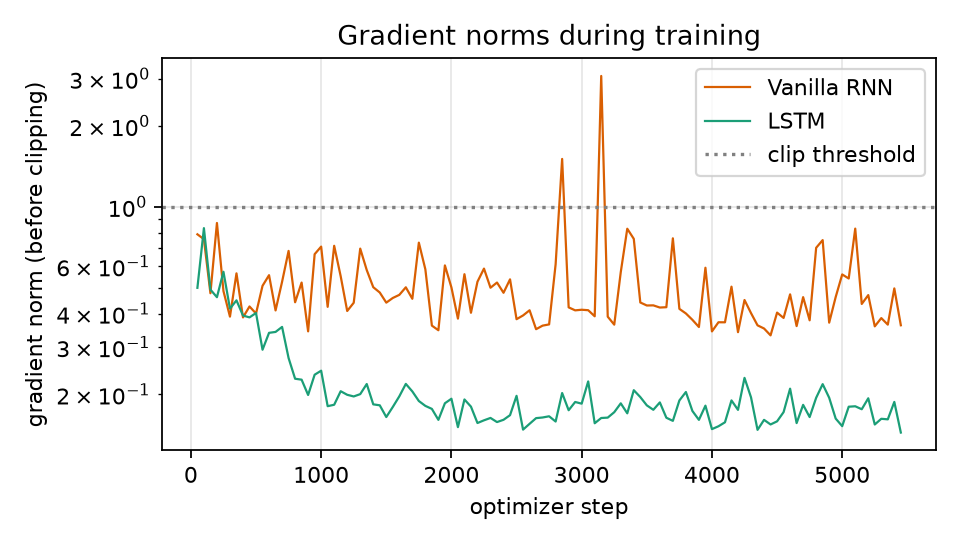 Gradient norms during training
gradient norm (before clipping)
3 × 10⁰
2 × 10⁰
10⁰
6 × 10⁻¹
4 × 10⁻¹
3 × 10⁻¹
2 × 10⁻¹
Vanilla RNN
LSTM
clip threshold
0 1000 2000 3000 4000 5000
optimizer step